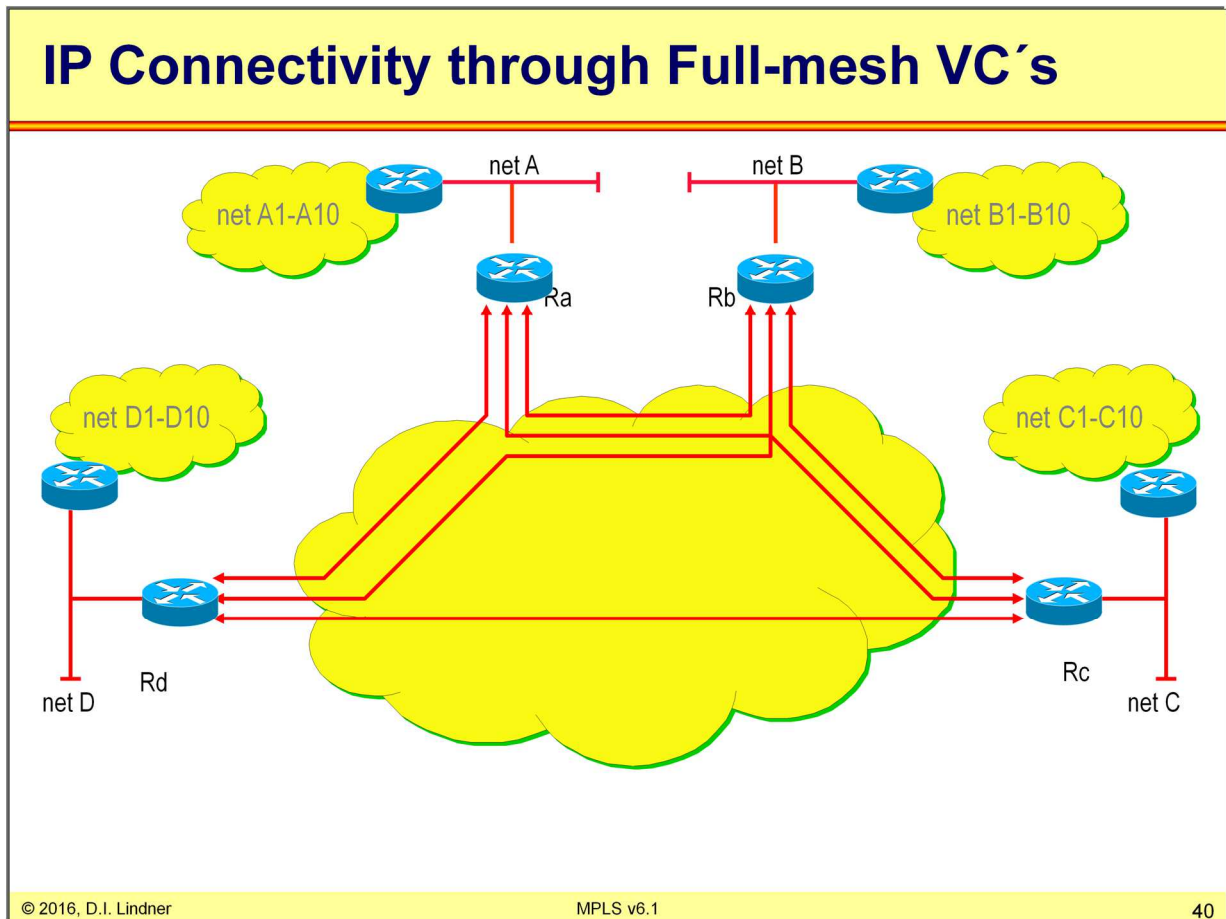 IP Connectivity through Full-mesh VC´s
net A
net B
net A1-A10
net B1-B10
Ra
Rb
net D1-D10
net C1-C10
Rd
Rc
net D
net C
© 2016, D.I. Lindner
MPLS v6.1
40